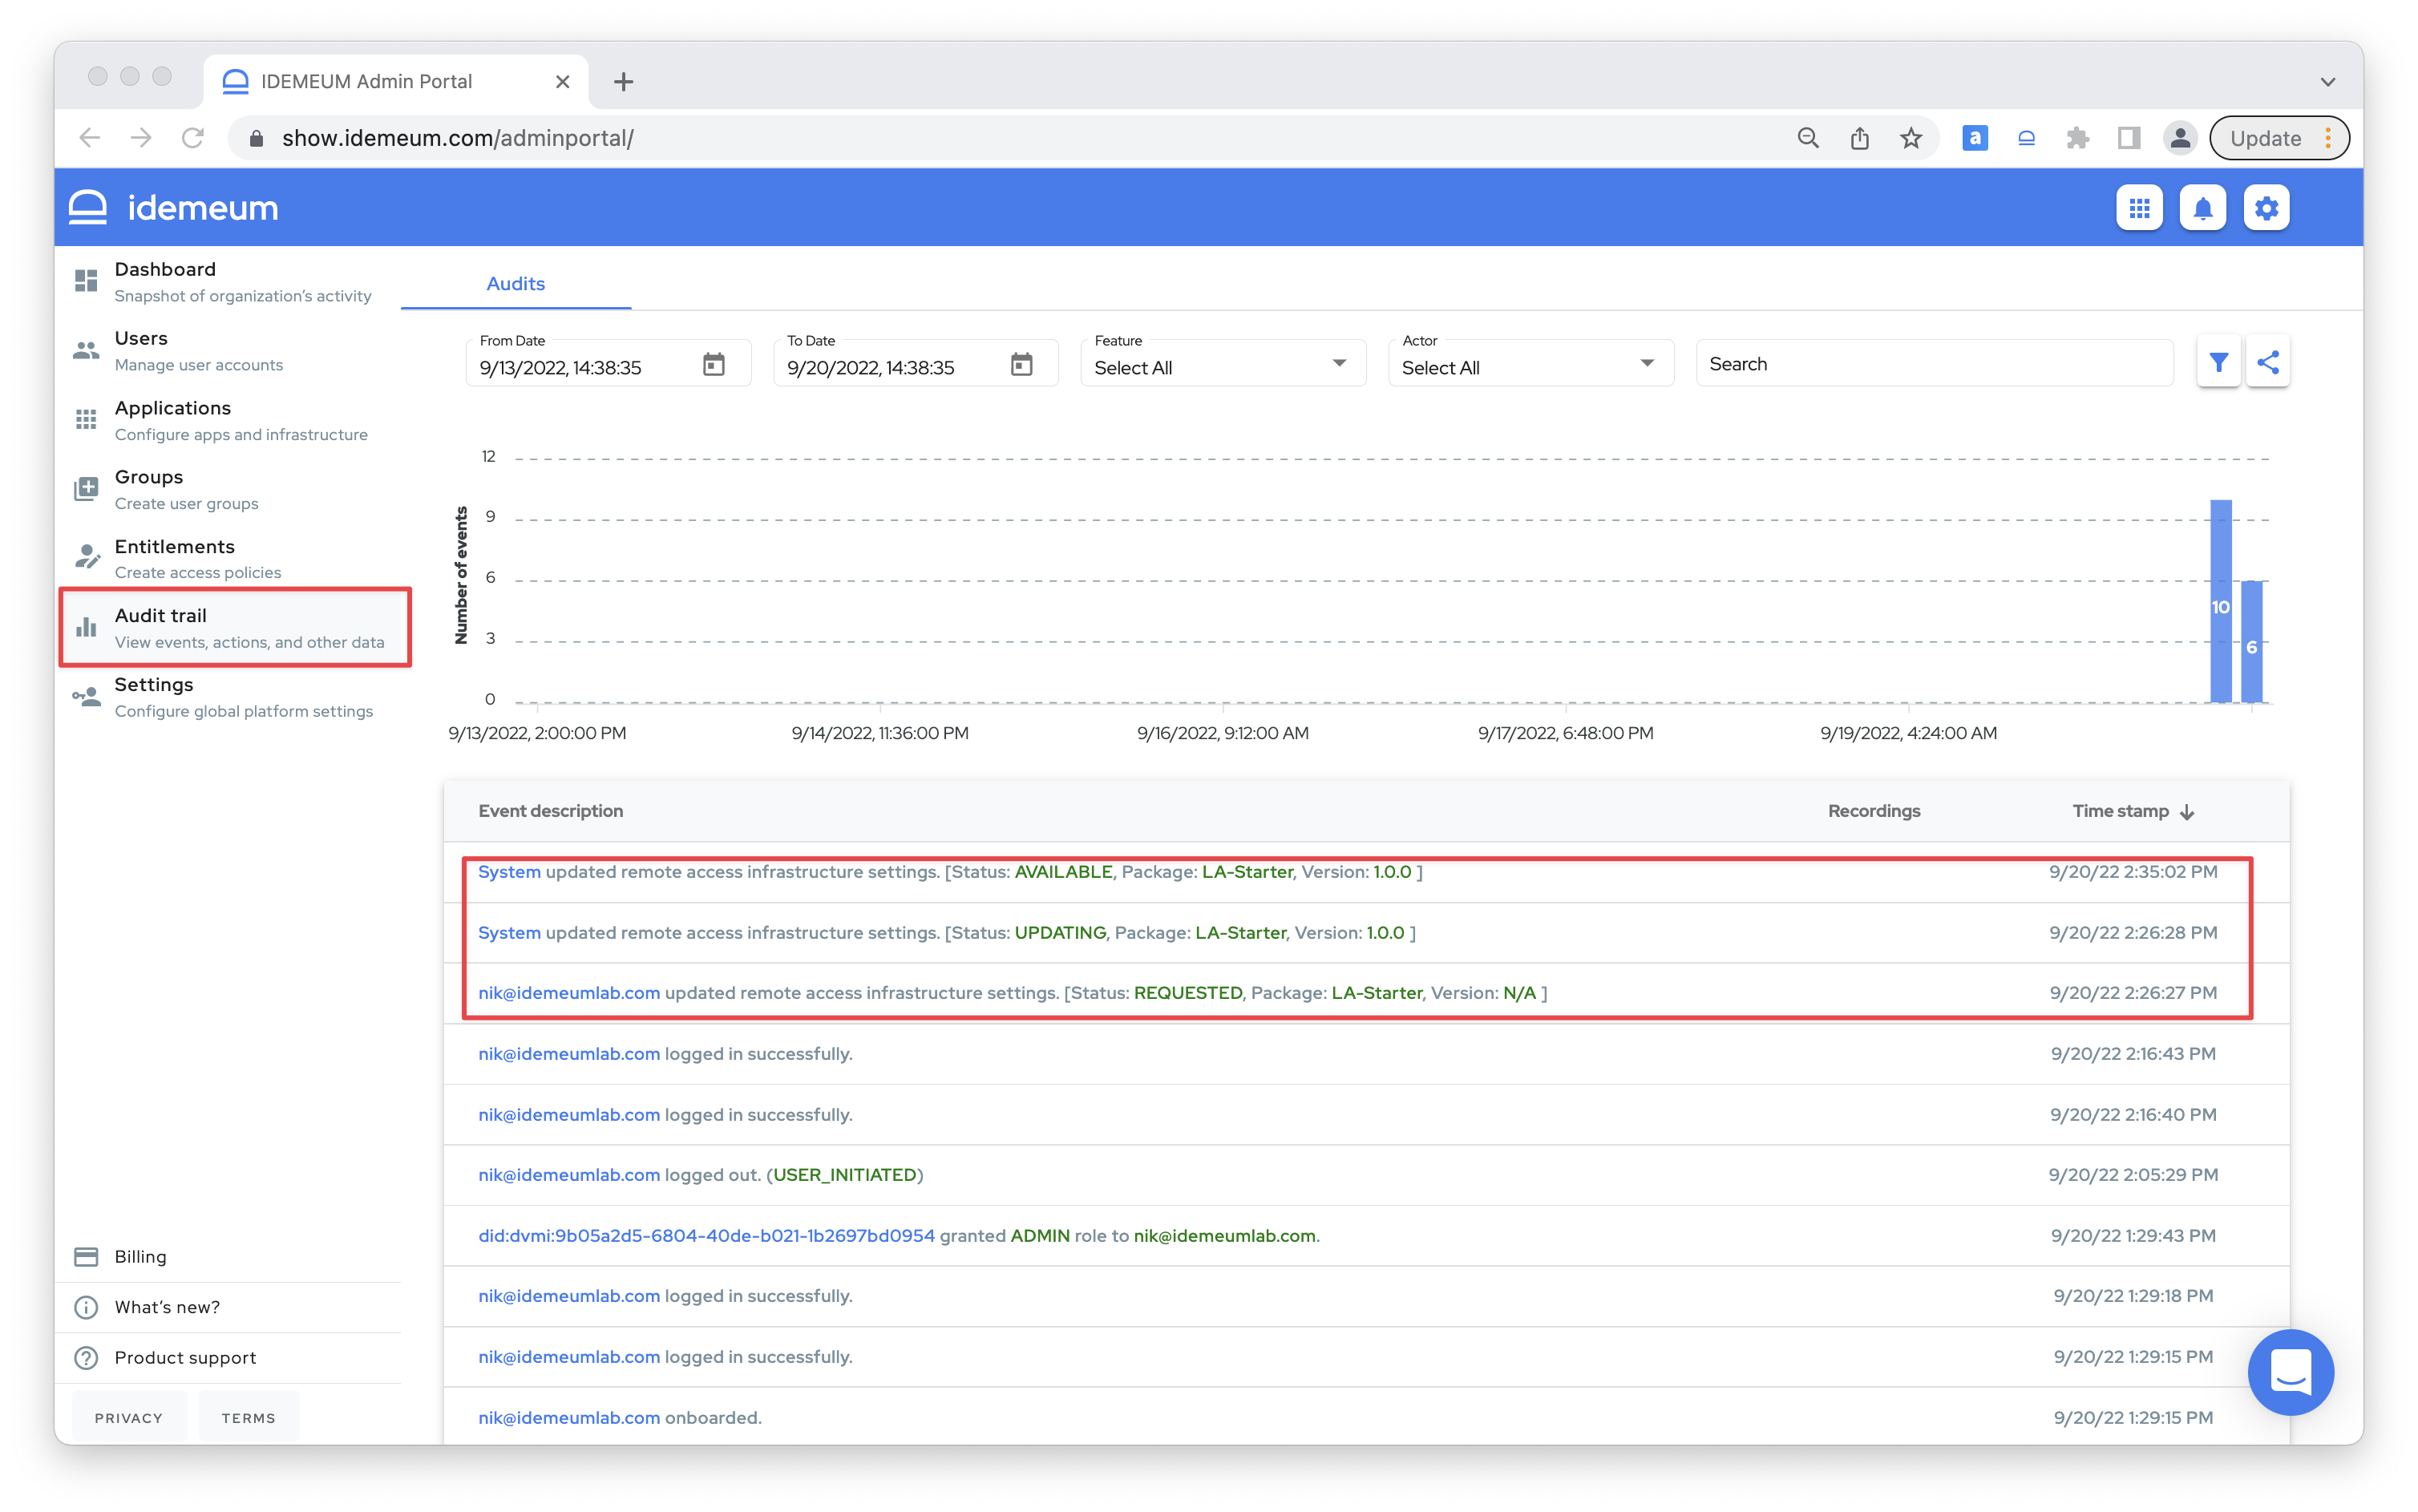 IDEMEUM Admin Portal
show.idemeum.com/adminportal/
a
Update
idemeum
Dashboard
Snapshot of organization's activity
Users
Manage user accounts
Applications
Configure apps and infrastructure
Groups
Create user groups
Entitlements
Create access policies
Audit trail
View events, actions, and other data
Settings
Configure global platform settings
Billing
What's new?
Product support
PRIVACY TERMS
Audits
From Date To Date Feature Actor
9/13/2022, 14:38:35 9/20/2022, 14:38:35 Select All Select All Search
Number of events
12
9
6
3
0
10
6
9/13/2022, 2:00:00 PM 9/14/2022, 11:36:00 PM 9/16/2022, 9:12:00 AM 9/17/2022, 6:48:00 PM 9/19/2022, 4:24:00 AM
Event description Recordings Time stamp
System updated remote access infrastructure settings. [Status: AVAILABLE, Package: LA-Starter, Version: 1.0.0 ] 9/20/22 2:35:02 PM
System updated remote access infrastructure settings. [Status: UPDATING, Package: LA-Starter, Version: 1.0.0 ] 9/20/22 2:26:28 PM
nik@idemeumlab.com updated remote access infrastructure settings. [Status: REQUESTED, Package: LA-Starter, Version: N/A ] 9/20/22 2:26:27 PM
nik@idemeumlab.com logged in successfully. 9/20/22 2:16:43 PM
nik@idemeumlab.com logged in successfully. 9/20/22 2:16:40 PM
nik@idemeumlab.com logged out. (USER_INITIATED) 9/20/22 2:05:29 PM
did:dvmi:9b05a2d5-6804-40de-b021-1b2697bd0954 granted ADMIN role to nik@idemeumlab.com. 9/20/22 1:29:43 PM
nik@idemeumlab.com logged in successfully. 9/20/22 1:29:18 PM
nik@idemeumlab.com logged in successfully. 9/20/22 1:29:15 PM
nik@idemeumlab.com onboarded. 9/20/22 1:29:15 PM